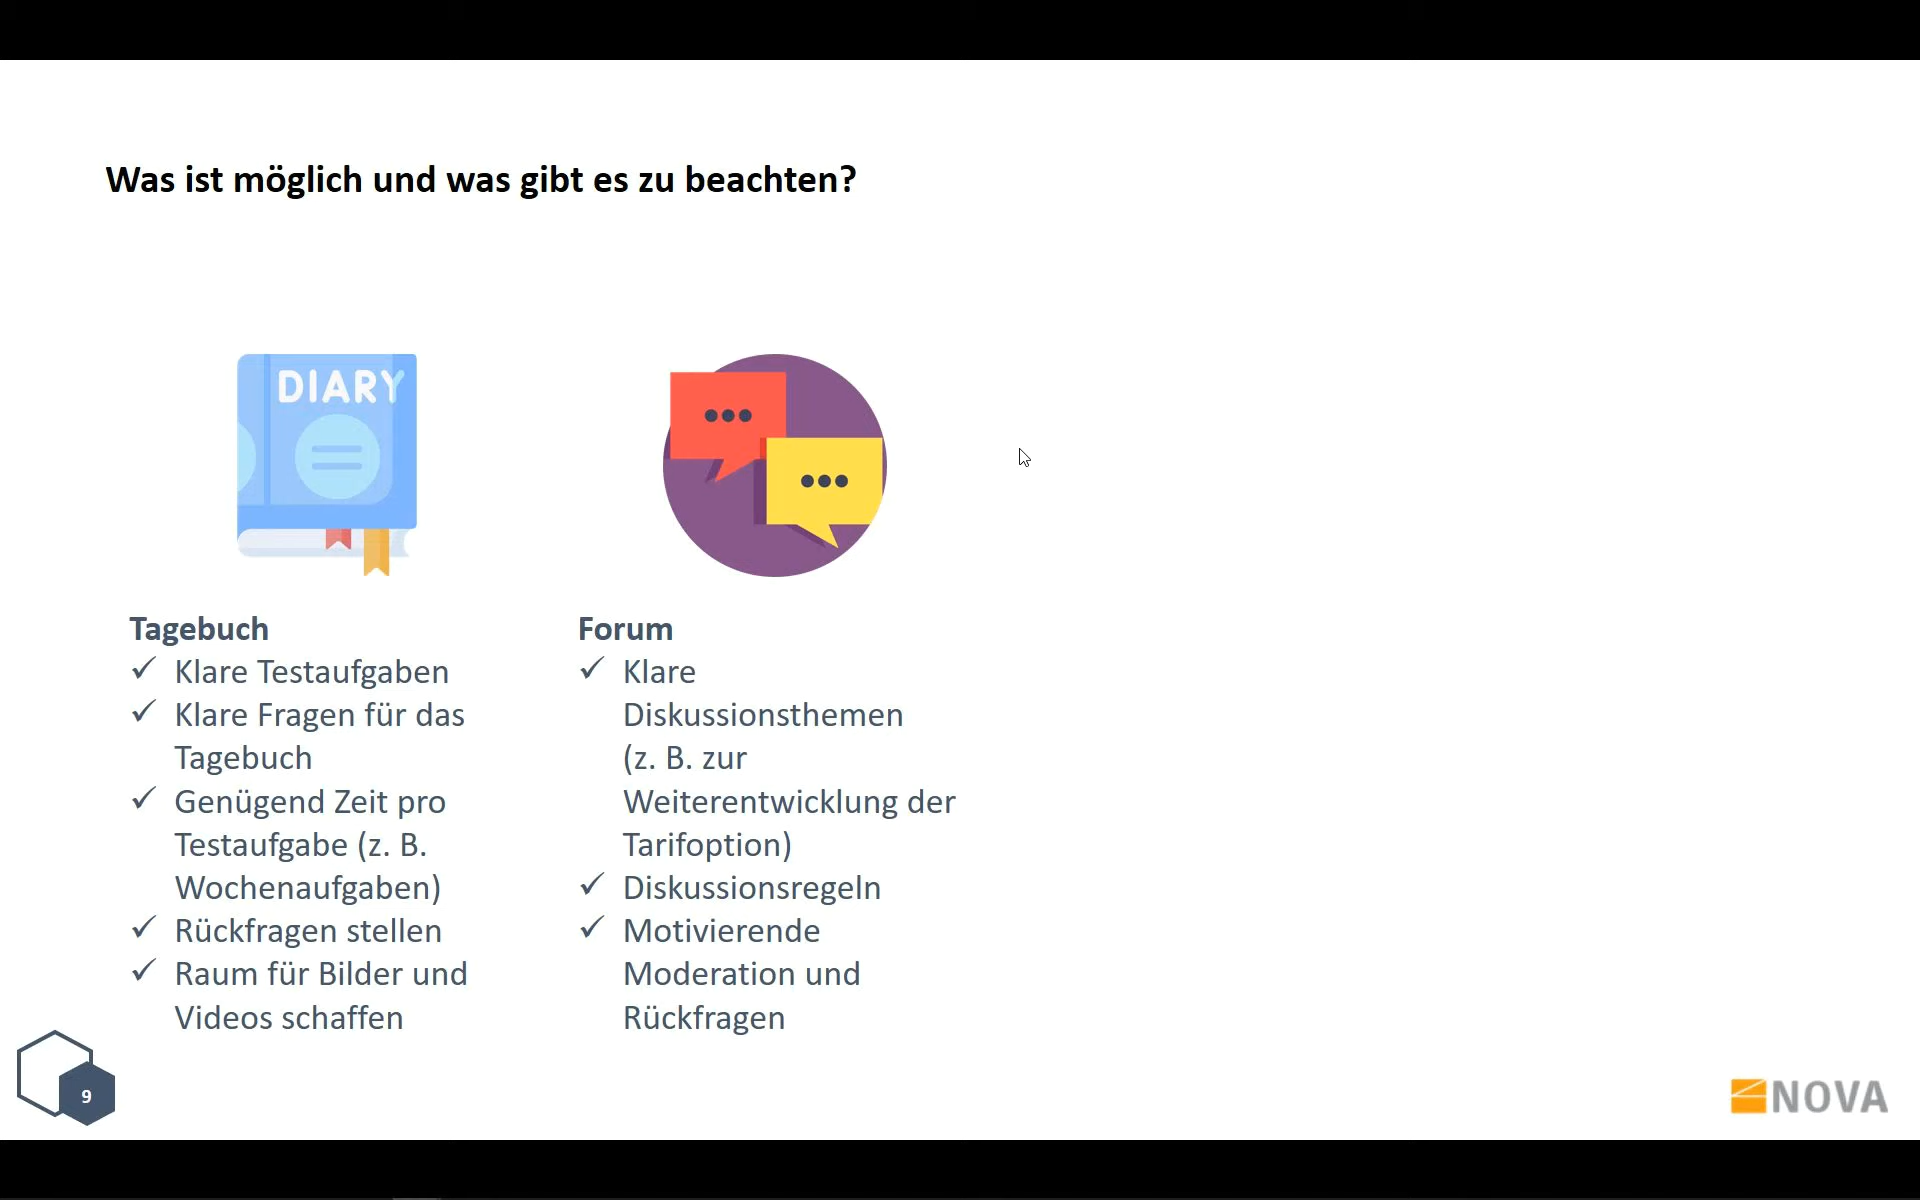 Was ist möglich und was gibt es zu beachten?
DIARY
Tagebuch
✓ Klare Testaufgaben
✓ Klare Fragen für das
Tagebuch
✓ Genügend Zeit pro
Testaufgabe (z. B.
Wochenaufgaben)
✓ Rückfragen stellen
✓ Raum für Bilder und
Videos schaffen
Forum
✓ Klare
Diskussionsthemen
(z. B. zur
Weiterentwicklung der
Tarifoption)
✓ Diskussionsregeln
✓ Motivierende
Moderation und
Rückfragen
9
NOVA